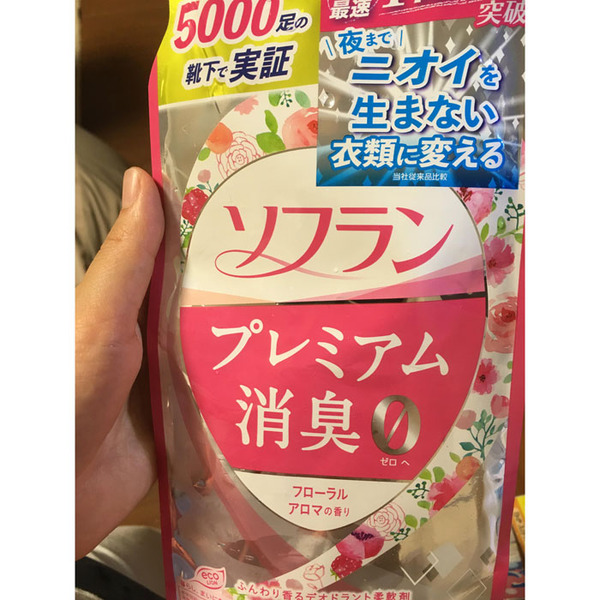 5000足の
靴下で実証
最速
突破
夜まで
ニオイを
生まない
衣類に変える
当社従来品比較
ソフラン
プレミアム
消臭0
ゼロへ
フローラル
アロマの香り
eco
LION
ふんわり香るデオドラント柔軟剤